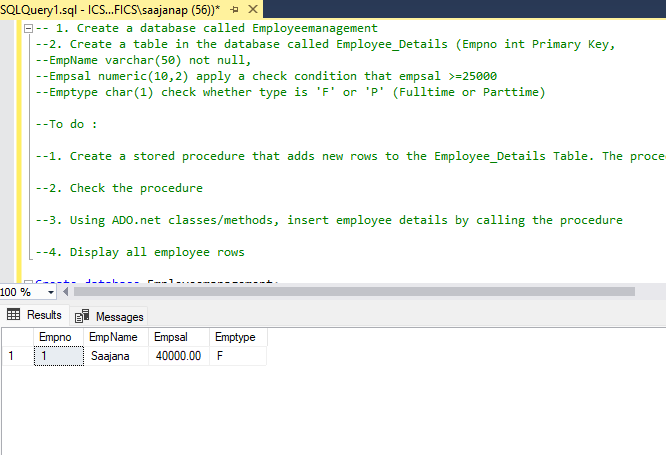 SQLQuery1.sql - ICS...FICS\saajanap (56))*
-- 1. Create a database called Employeemanagement
--2. Create a table in the database called Employee_Details (Empno int Primary Key,
--EmpName varchar(50) not null,
--Empsal numeric(10,2) apply a check condition that empsal >=25000
--Emptype char(1) check whether type is 'F' or 'P' (Fulltime or Parttime)
--To do :
--1. Create a stored procedure that adds new rows to the Employee_Details Table. The proce
--2. Check the procedure
--3. Using ADO.net classes/methods, insert employee details by calling the procedure
--4. Display all employee rows
Create database Employeemanagement;
100 %
Results Messages
Empno EmpName Empsal Emptype
1 1 Saajana 40000.00 F